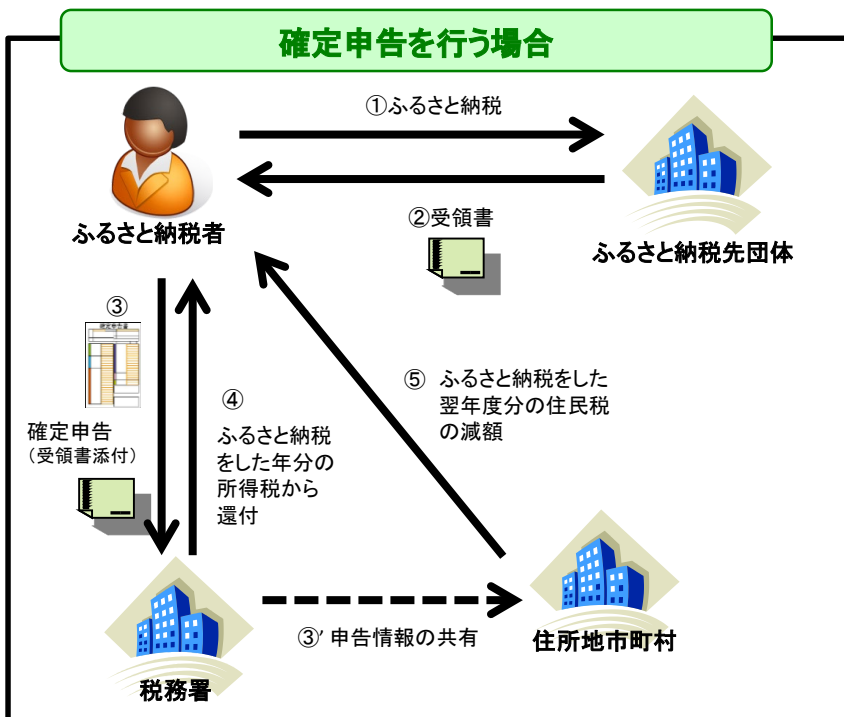 確定申告を行う場合
①ふるさと納税
②受領書
ふるさと納税者
ふるさと納税先団体
③
確定申告書
確定申告
（受領書添付）
④
ふるさと納税
をした年分の
所得税から
還付
⑤ ふるさと納税をした
翌年度分の住民税
の減額
③’申告情報の共有
税務署
住所地市町村